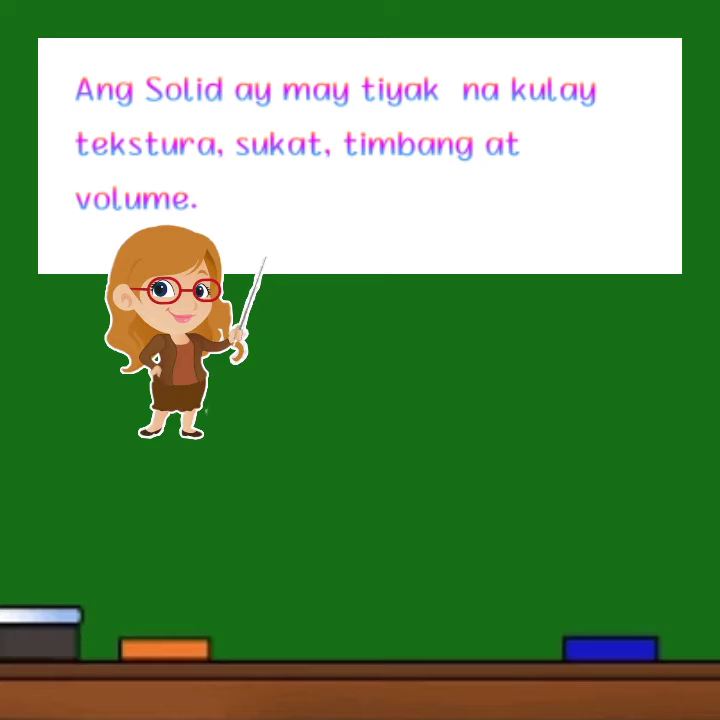 Ang Solid ay may tiyak na kulay
tekstura, sukat, timbang at
volume.